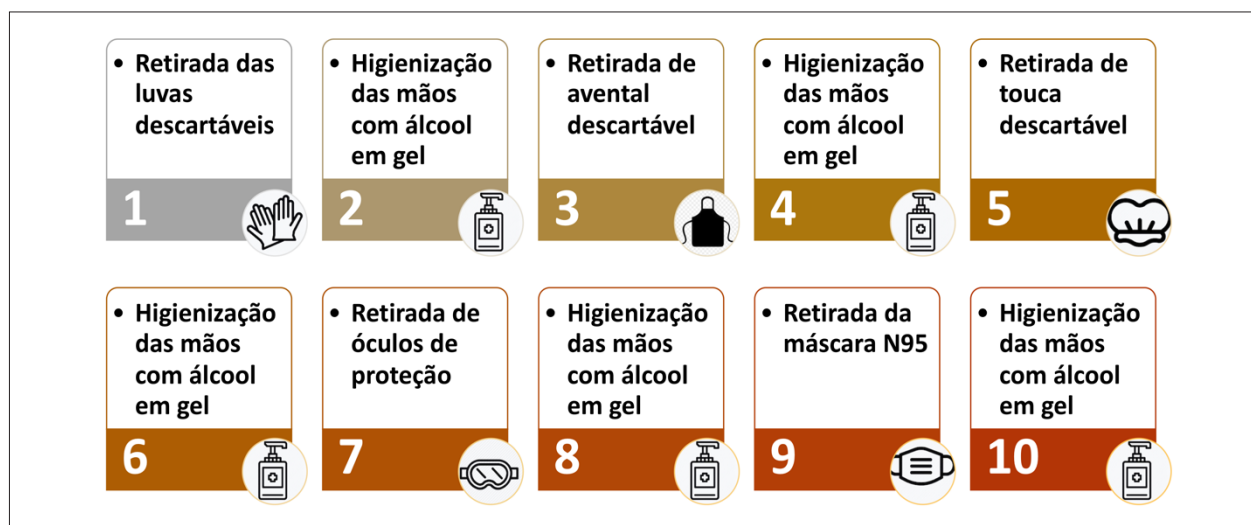 • Retirada das
luvas
descartáveis
1
• Higienização
das mãos
com álcool
em gel
2
• Retirada de
avental
descartável
3
• Higienização
das mãos
com álcool
em gel
4
• Retirada de
touca
descartável
5
• Higienização
das mãos
com álcool
em gel
6
• Retirada de
óculos de
proteção
7
• Higienização
das mãos
com álcool
em gel
8
• Retirada da
máscara N95
9
• Higienização
das mãos
com álcool
em gel
10